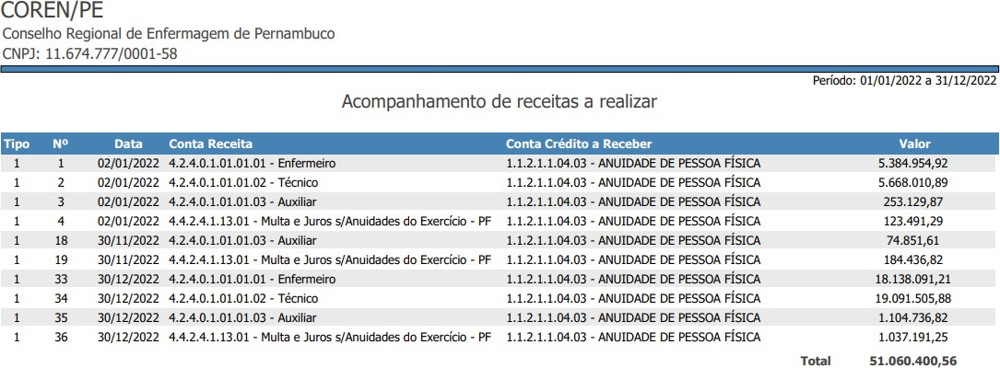 COREN/PE
Conselho Regional de Enfermagem de Pernambuco
CNPJ: 11.674.777/0001-58
Período: 01/01/2022 a 31/12/2022
Acompanhamento de receitas a realizar
Tipo Nº Data Conta Receita Conta Crédito a Receber Valor
1 1 02/01/2022 4.2.4.0.1.01.01.01 - Enfermeiro 1.1.2.1.1.04.03 - ANUIDADE DE PESSOA FÍSICA 5.384.954,92
1 2 02/01/2022 4.2.4.0.1.01.01.02 - Técnico 1.1.2.1.1.04.03 - ANUIDADE DE PESSOA FÍSICA 5.668.010,89
1 3 02/01/2022 4.2.4.0.1.01.01.03 - Auxiliar 1.1.2.1.1.04.03 - ANUIDADE DE PESSOA FÍSICA 253.129,87
1 4 02/01/2022 4.4.2.4.1.13.01 - Multa e Juros s/Anuidades do Exercício - PF 1.1.2.1.1.04.03 - ANUIDADE DE PESSOA FÍSICA 123.491,29
1 18 30/11/2022 4.2.4.0.1.01.01.03 - Auxiliar 1.1.2.1.1.04.03 - ANUIDADE DE PESSOA FÍSICA 74.851,61
1 19 30/11/2022 4.4.2.4.1.13.01 - Multa e Juros s/Anuidades do Exercício - PF 1.1.2.1.1.04.03 - ANUIDADE DE PESSOA FÍSICA 184.436,82
1 33 30/12/2022 4.2.4.0.1.01.01.01 - Enfermeiro 1.1.2.1.1.04.03 - ANUIDADE DE PESSOA FÍSICA 18.138.091,21
1 34 30/12/2022 4.2.4.0.1.01.01.02 - Técnico 1.1.2.1.1.04.03 - ANUIDADE DE PESSOA FÍSICA 19.091.505,88
1 35 30/12/2022 4.2.4.0.1.01.01.03 - Auxiliar 1.1.2.1.1.04.03 - ANUIDADE DE PESSOA FÍSICA 1.104.736,82
1 36 30/12/2022 4.4.2.4.1.13.01 - Multa e Juros s/Anuidades do Exercício - PF 1.1.2.1.1.04.03 - ANUIDADE DE PESSOA FÍSICA 1.037.191,25
Total 51.060.400,56